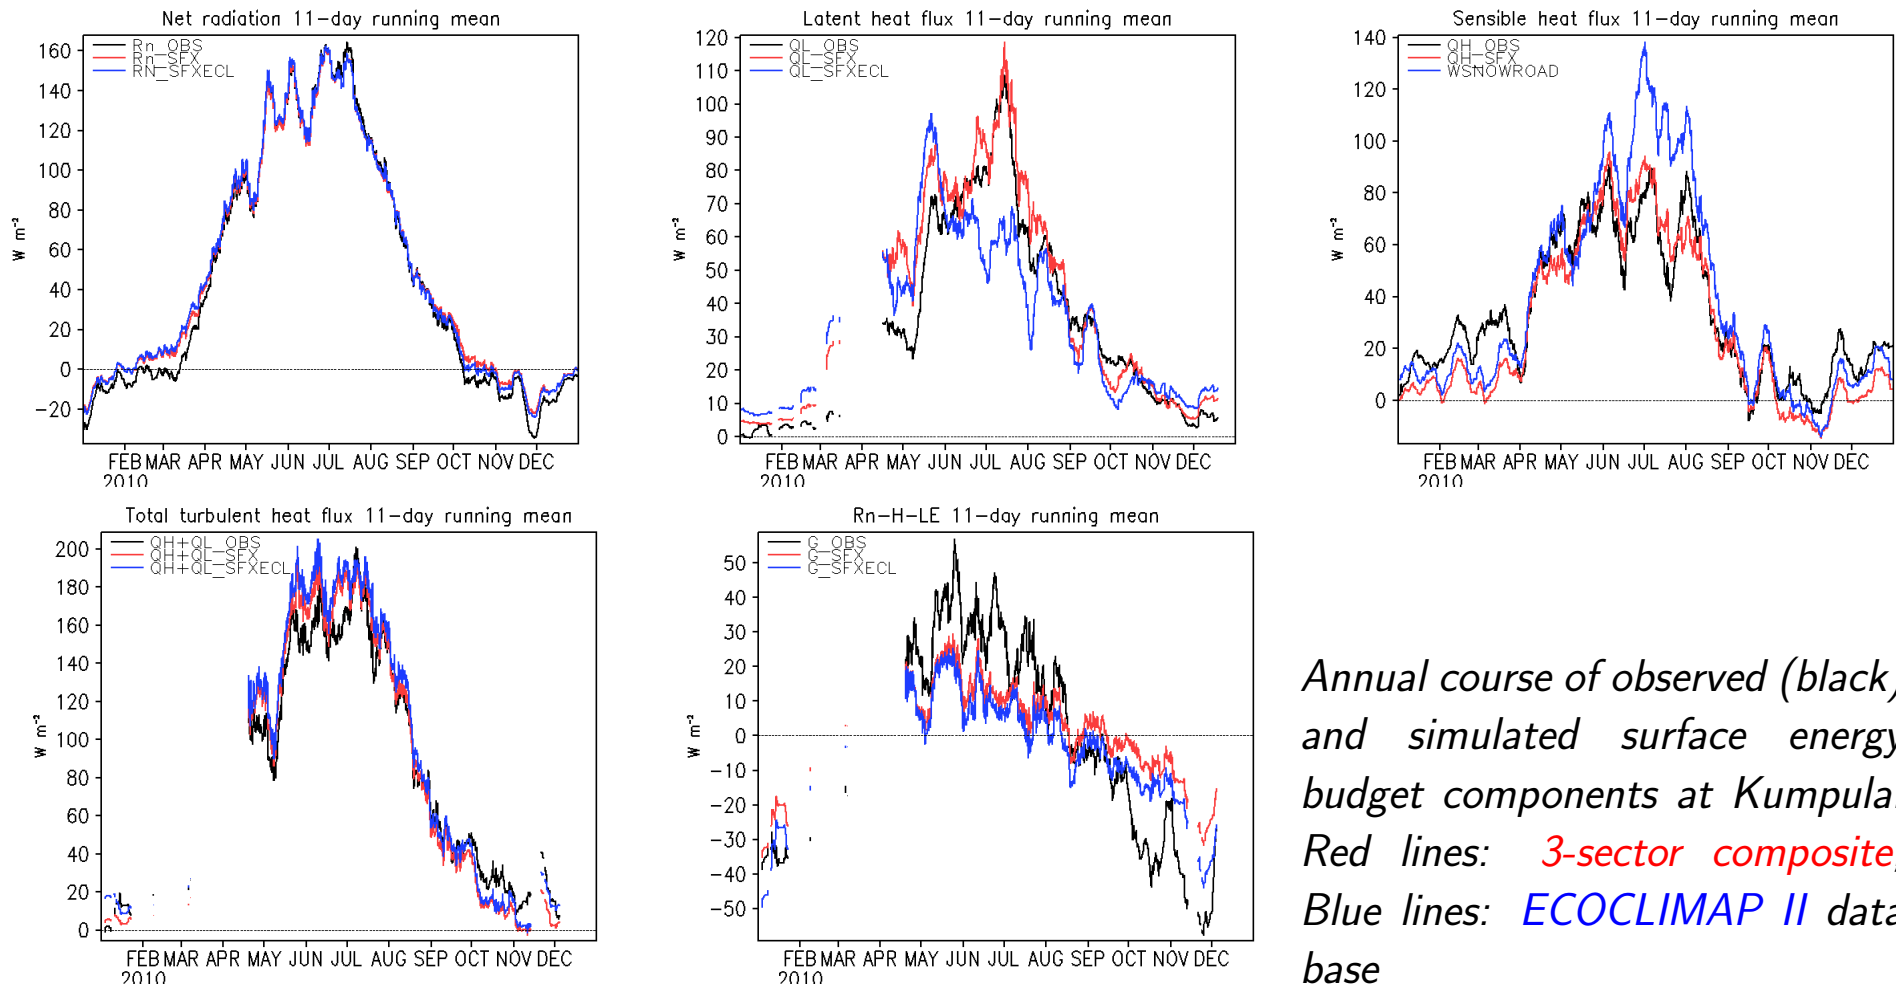 Net radiation 11-day running mean
Rn_OBS
Rn_SFX
RN_SFXECL
W m⁻²
160
140
120
100
80
60
40
20
0
-20
FEB MAR APR MAY JUN JUL AUG SEP OCT NOV DEC
2010
Latent heat flux 11-day running mean
QL_OBS
QL_SFX
QL_SFXECL
W m⁻²
120
110
100
90
80
70
60
50
40
30
20
10
0
FEB MAR APR MAY JUN JUL AUG SEP OCT NOV DEC
2010
Sensible heat flux 11-day running mean
QH_OBS
QH_SFX
WSNOWROAD
W m⁻²
140
120
100
80
60
40
20
0
FEB MAR APR MAY JUN JUL AUG SEP OCT NOV DEC
2010
Total turbulent heat flux 11-day running mean
QH+QL_OBS
QH+QL_SFX
QH+QL_SFXECL
W m⁻²
200
180
160
140
120
100
80
60
40
20
0
FEB MAR APR MAY JUN JUL AUG SEP OCT NOV DEC
2010
Rn-H-LE 11-day running mean
G_OBS
G_SFX
G_SFXECL
W m⁻²
50
40
30
20
10
0
-10
-20
-30
-40
-50
FEB MAR APR MAY JUN JUL AUG SEP OCT NOV DEC
2010
Annual course of observed (black)
and simulated surface energy
budget components at Kumpula.
Red lines: 3-sector composite,
Blue lines: ECOCLIMAP II data
base